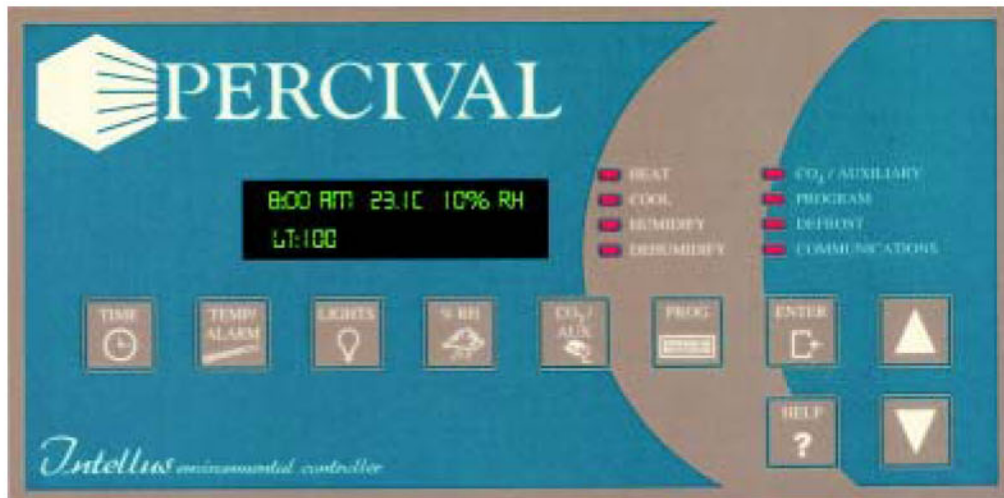 PERCIVAL
8:00 AM 23.1C 10% RH
LT:100
HEAT
COOL
HUMIDIFY
DEHUMIDIFY
CO₂ / AUXILIARY
PROGRAM
DEFROST
COMMUNICATIONS
TIME
TEMP/
ALARM
LIGHTS
% RH
CO₂/
AUX
PROG
ENTER
HELP
?
Intellus environmental controller